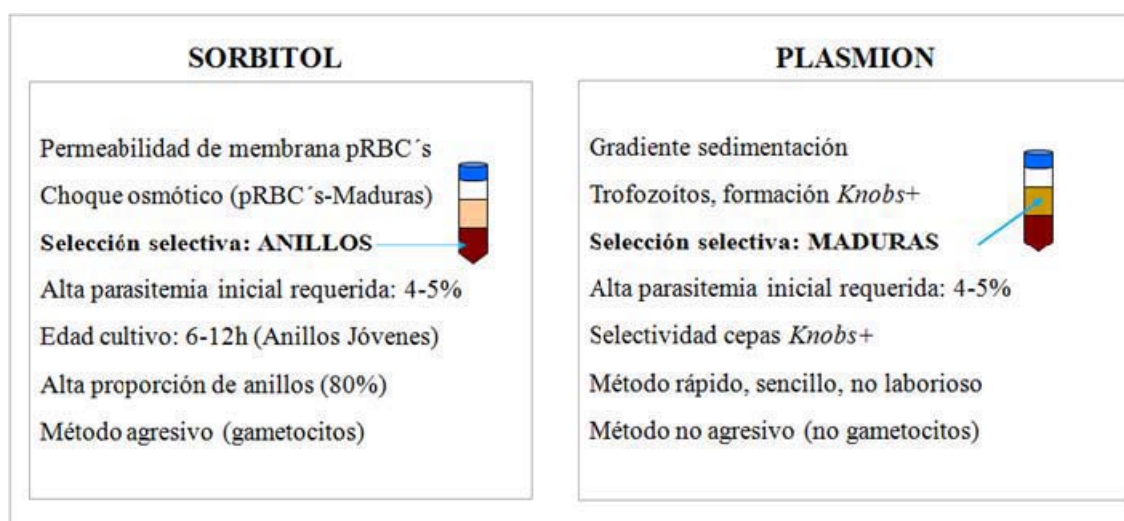 SORBITOL
Permeabilidad de membrana pRBC´s
Choque osmótico (pRBC´s-Maduras)
Selección selectiva: ANILLOS
Alta parasitemia inicial requerida: 4-5%
Edad cultivo: 6-12h (Anillos Jóvenes)
Alta proporción de anillos (80%)
Método agresivo (gametocitos)
PLASMION
Gradiente sedimentación
Trofozoítos, formación Knobs+
Selección selectiva: MADURAS
Alta parasitemia inicial requerida: 4-5%
Selectividad cepas Knobs+
Método rápido, sencillo, no laborioso
Método no agresivo (no gametocitos)